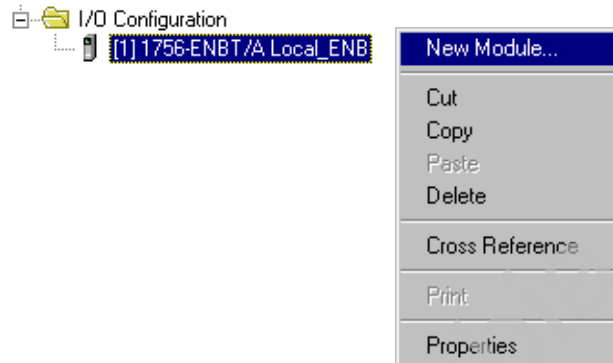 I/O Configuration
[1] 1756-ENBT/A Local_ENB
New Module...
Cut
Copy
Paste
Delete
Cross Reference
Print
Properties